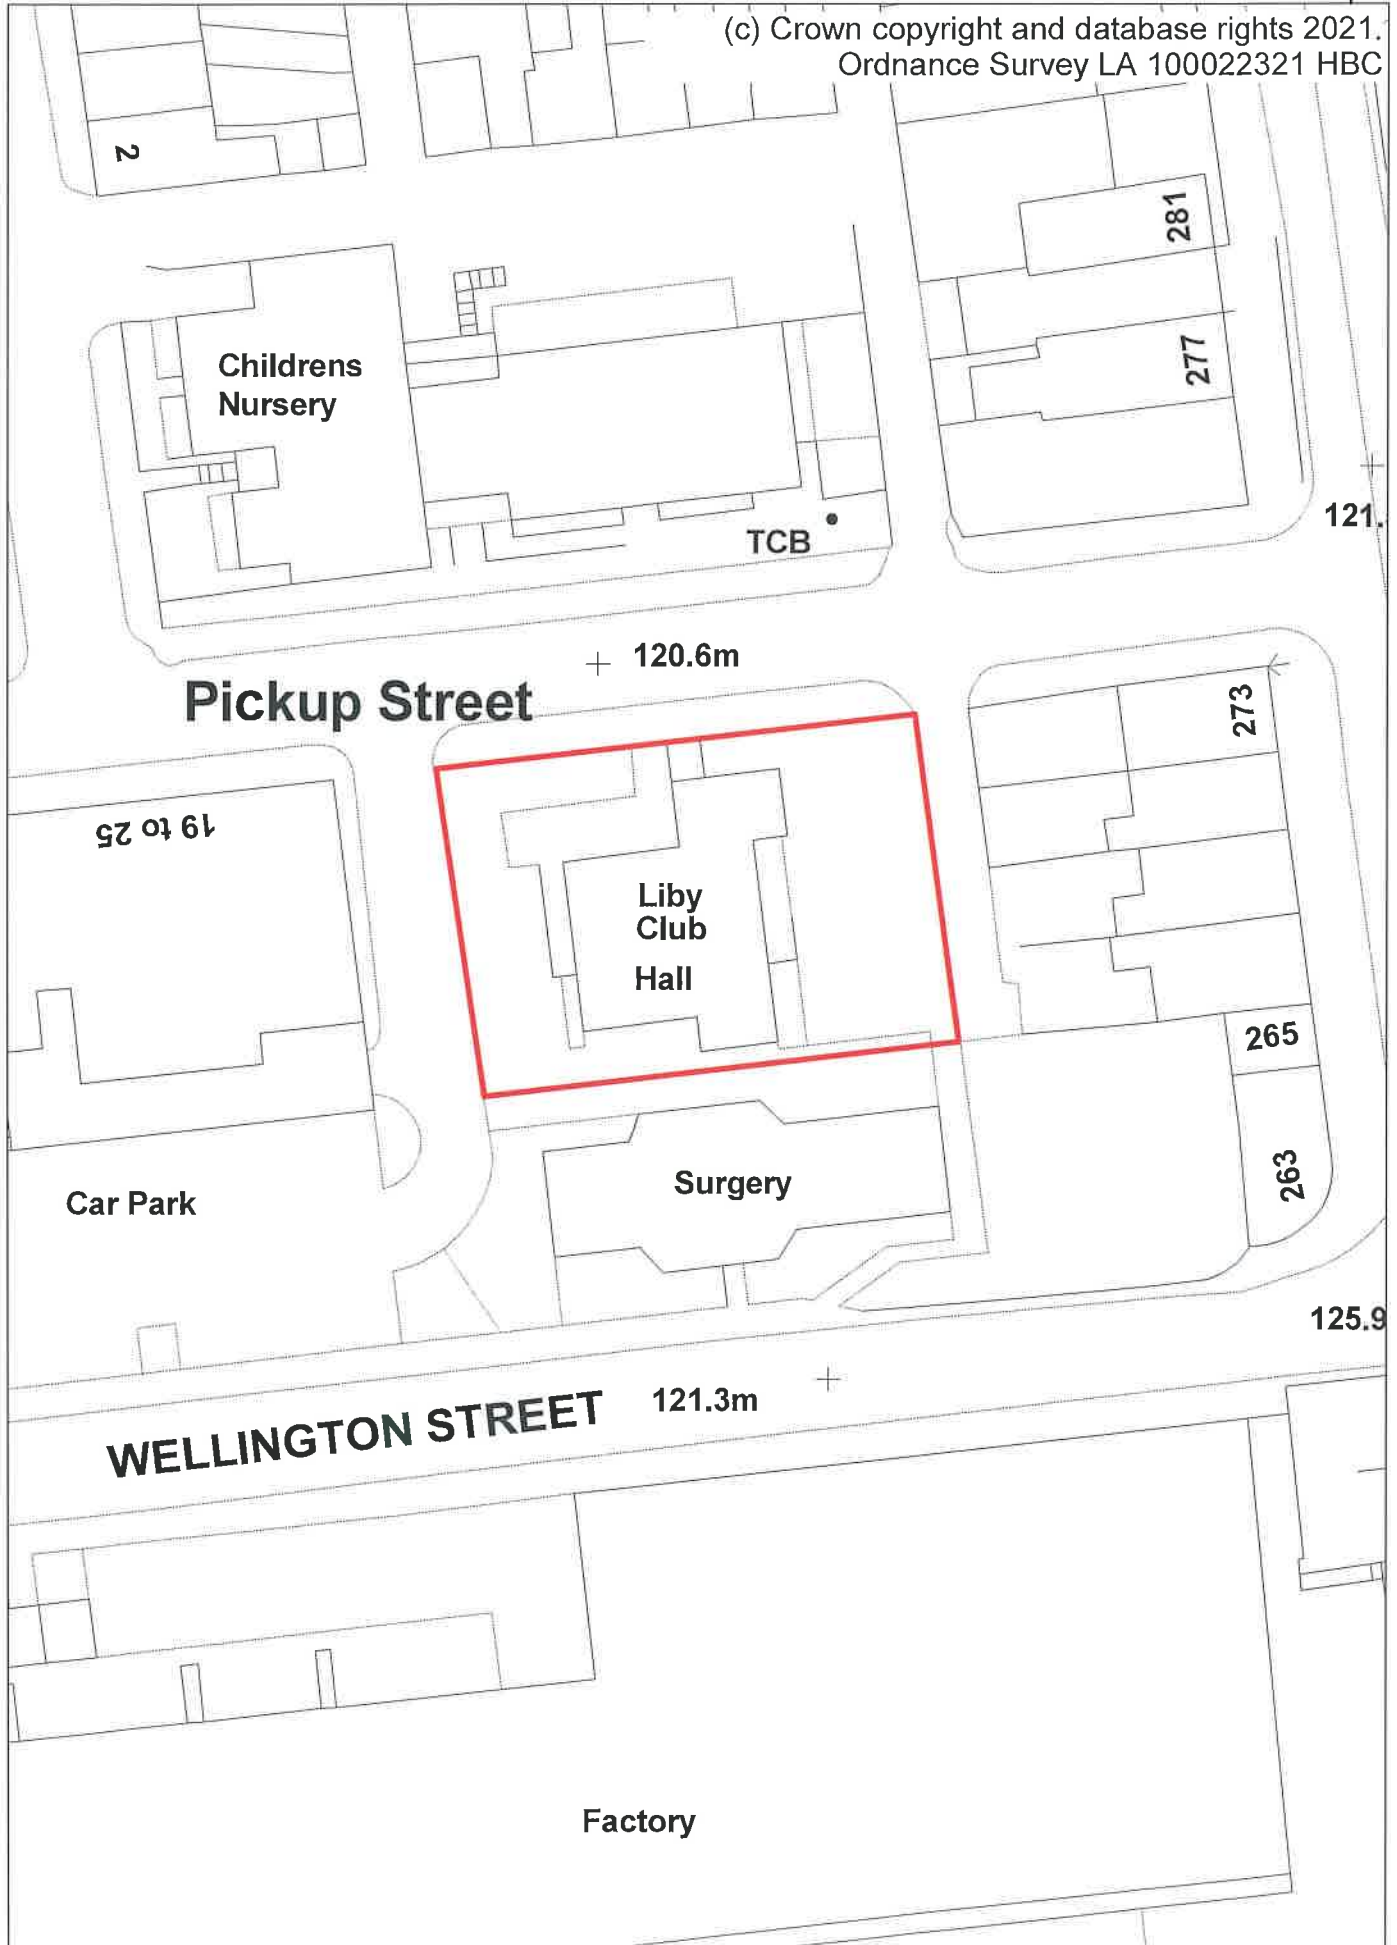 (c) Crown copyright and database rights 2021.
Ordnance Survey LA 100022321 HBC
2
281
Childrens
Nursery
277
121.
TCB
120.6m
Pickup Street
273
19 to 25
Liby
Club
Hall
265
Surgery
263
Car Park
125.9
WELLINGTON STREET
121.3m
Factory